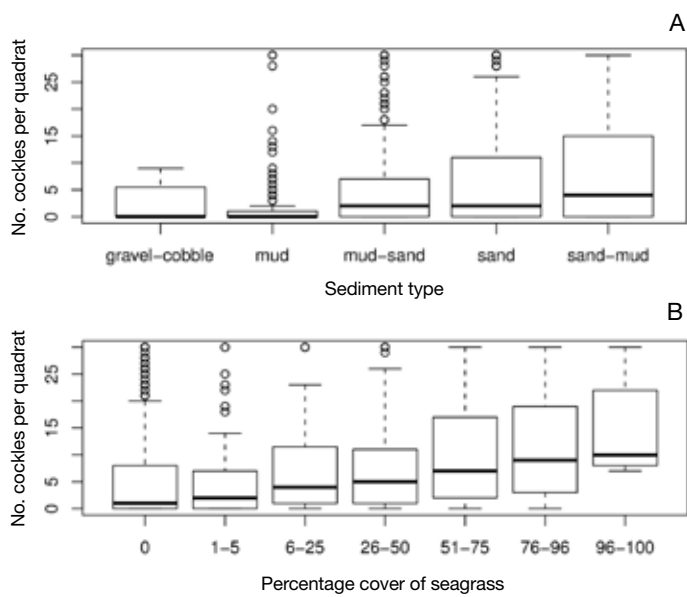 A
No. cockles per quadrat
25
15
5
0
gravel-cobble mud mud-sand sand sand-mud
Sediment type
B
No. cockles per quadrat
25
15
5
0
0 1-5 6-25 26-50 51-75 76-96 96-100
Percentage cover of seagrass